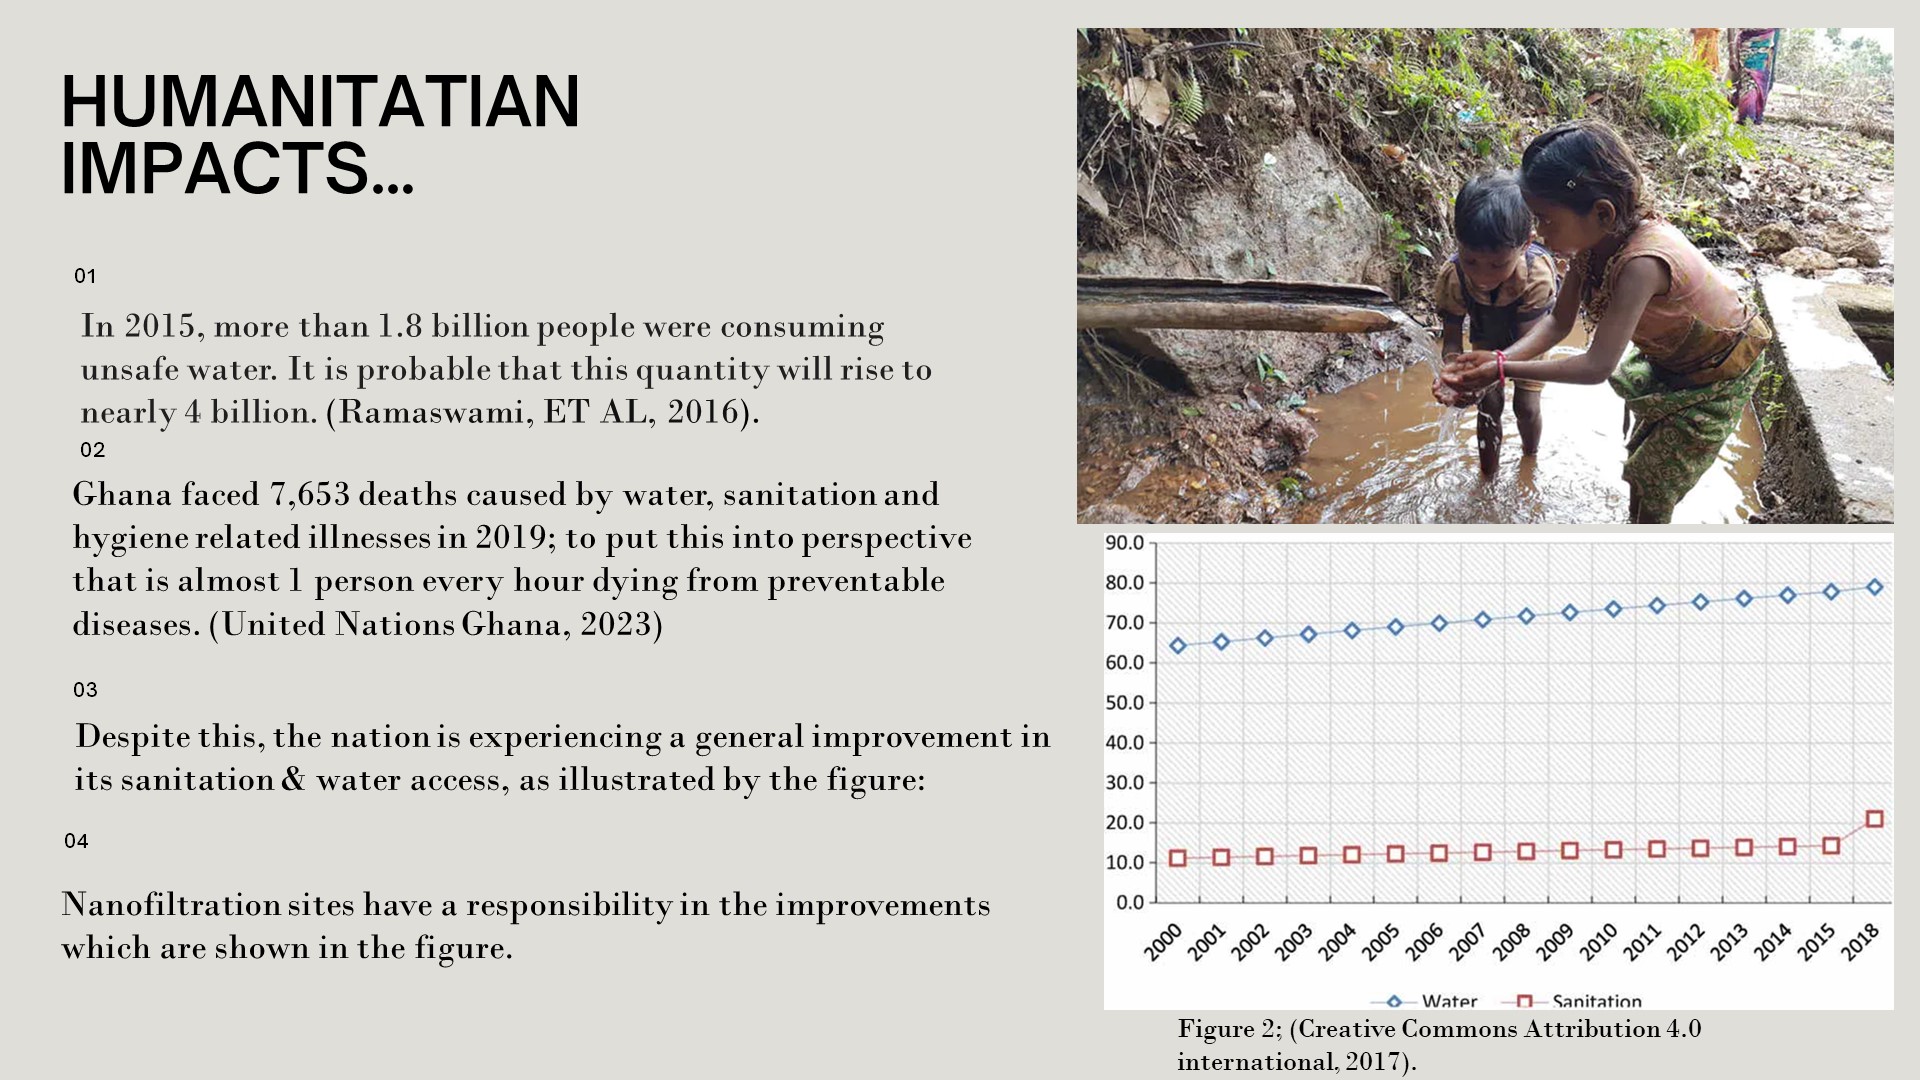 HUMANITATIAN
IMPACTS...
01
In 2015, more than 1.8 billion people were consuming
unsafe water. It is probable that this quantity will rise to
nearly 4 billion. (Ramaswami, ET AL, 2016).
02
Ghana faced 7,653 deaths caused by water, sanitation and
hygiene related illnesses in 2019; to put this into perspective
that is almost 1 person every hour dying from preventable
diseases. (United Nations Ghana, 2023)
03
Despite this, the nation is experiencing a general improvement in
its sanitation & water access, as illustrated by the figure:
04
Nanofiltration sites have a responsibility in the improvements
which are shown in the figure.
90.0
80.0
70.0
60.0
50.0
40.0
30.0
20.0
10.0
0.0
2000 2001 2002 2003 2004 2005 2006 2007 2008 2009 2010 2011 2012 2013 2014 2015 2018
Water Sanitation
Figure 2; (Creative Commons Attribution 4.0
international, 2017).